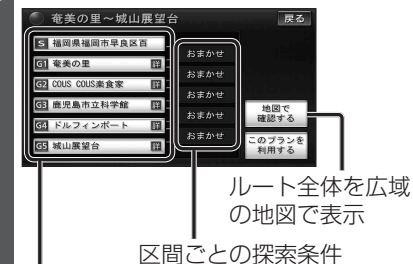 奄美の里～城山展望台
戻る
S 福岡県福岡市早良区百
G1 奄美の里 詳
G2 COUS COUS素食家 詳
G3 鹿児島市立科学館 詳
G4 ドルフィンポート 詳
G5 城山展望台 詳
おまかせ
おまかせ
おまかせ
おまかせ
おまかせ
地図で
確認する
このプランを
利用する
ルート全体を広域
の地図で表示
区間ごとの探索条件